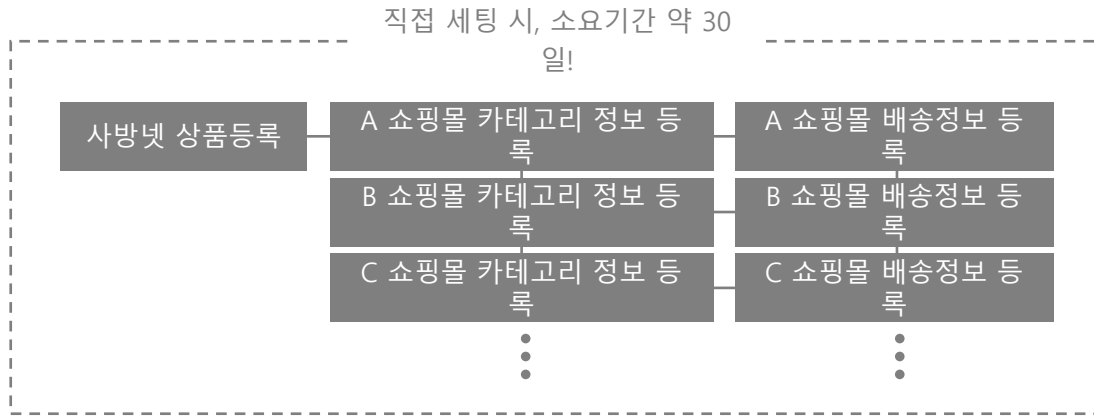 직접 세팅 시, 소요기간 약 30
일!
사방넷 상품등록
A 쇼핑몰 카테고리 정보 등
록
A 쇼핑몰 배송정보 등
록
B 쇼핑몰 카테고리 정보 등
록
B 쇼핑몰 배송정보 등
록
C 쇼핑몰 카테고리 정보 등
록
C 쇼핑몰 배송정보 등
록